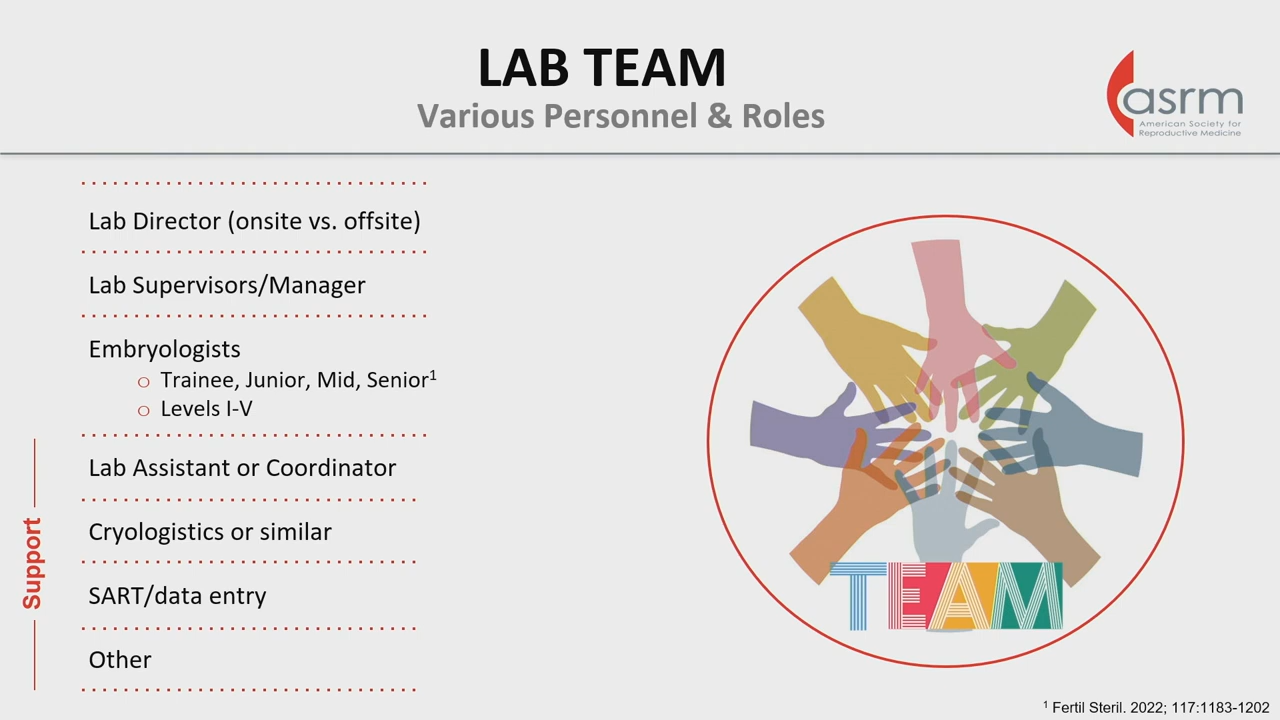 LAB TEAM
Various Personnel & Roles
asrm
American Society for
Reproductive Medicine
Lab Director (onsite vs. offsite)
Lab Supervisors/Manager
Embryologists
Trainee, Junior, Mid, Senior¹
Levels I-V
Support
Lab Assistant or Coordinator
Cryologistics or similar
SART/data entry
Other
TEAM
¹ Fertil Steril. 2022; 117:1183-1202